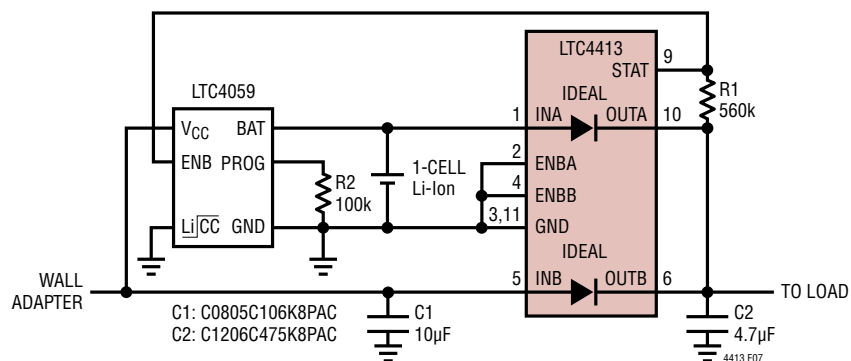 LTC4413
9
STAT
LTC4059
IDEAL
R1
560k
VCC
BAT
1
INA
OUTA
10
ENB
PROG
2
ENBA
1-CELL
Li-Ion
R2
100k
4
ENBB
Li CC
GND
3,11
GND
IDEAL
WALL
ADAPTER
5
INB
OUTB
6
TO LOAD
C1: C0805C106K8PAC
C2: C1206C475K8PAC
C1
10µF
C2
4.7µF
4413 F07